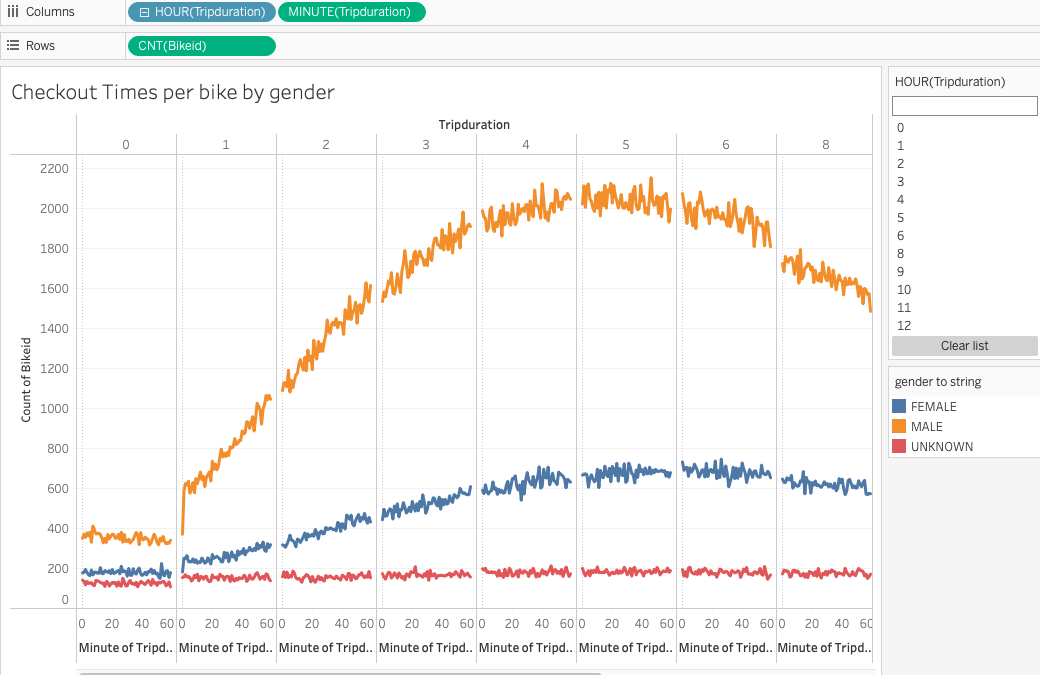 Columns HOUR(Tripduration) MINUTE(Tripduration)
Rows CNT(Bikeid)
Checkout Times per bike by gender
Tripduration
0 1 2 3 4 5 6 8
Count of Bikeid
2200
2000
1800
1600
1400
1200
1000
800
600
400
200
0
0 20 40 60 0 20 40 60 0 20 40 60 0 20 40 60 0 20 40 60 0 20 40 60 0 20 40 60 0 20 40 60
Minute of Tripd.. Minute of Tripd.. Minute of Tripd.. Minute of Tripd.. Minute of Tripd.. Minute of Tripd.. Minute of Tripd.. Minute of Tripd..
HOUR(Tripduration)
0
1
2
3
4
5
6
8
9
10
11
12
Clear list
gender to string
FEMALE
MALE
UNKNOWN